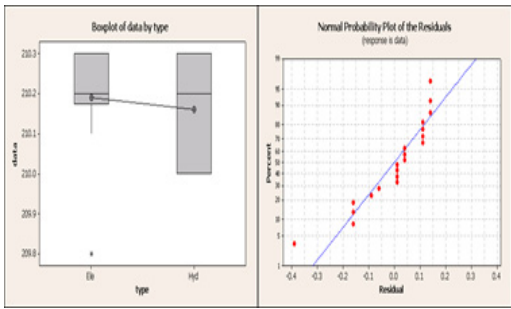 Boxplot of data by type
210.3
210.2
210.1
210.0
209.9
209.8
data
Ele
Hyd
type
Normal Probability Plot of the Residuals
(response is data)
99
95
90
80
70
60
50
40
30
20
10
5
1
Percent
-0.4 -0.3 -0.2 -0.1 0.0 0.1 0.2 0.3 0.4
Residual